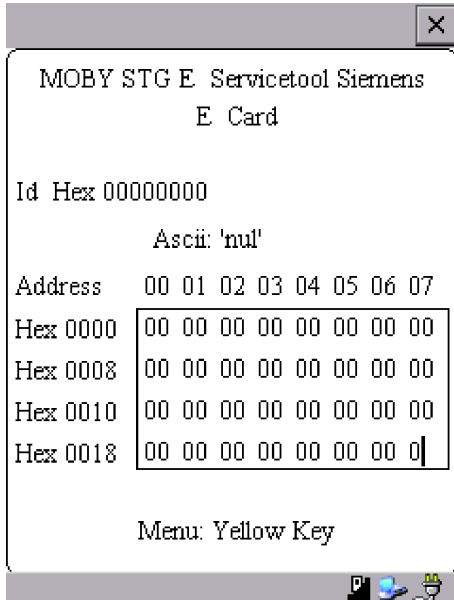 MOBY STG E Servicetool Siemens
E Card
Id Hex 00000000
Ascii: 'nul'
Address 00 01 02 03 04 05 06 07
Hex 0000 00 00 00 00 00 00 00 00
Hex 0008 00 00 00 00 00 00 00 00
Hex 0010 00 00 00 00 00 00 00 00
Hex 0018 00 00 00 00 00 00 00 0
Menu: Yellow Key